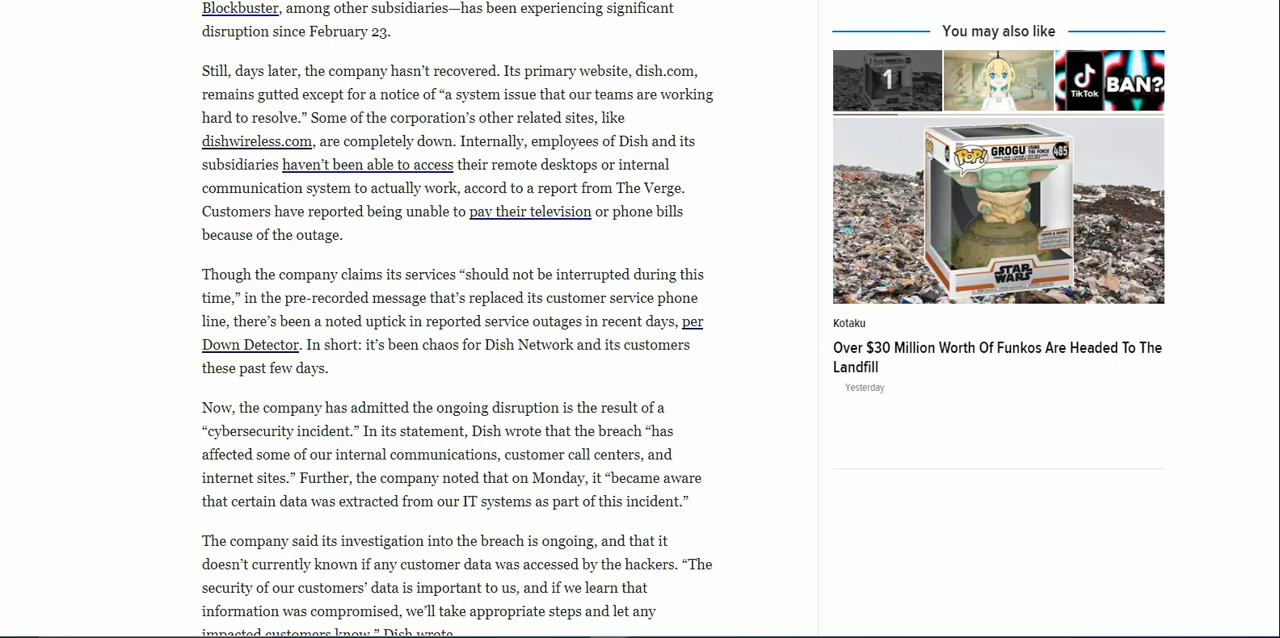 Blockbuster, among other subsidiaries—has been experiencing significant
disruption since February 23.
Still, days later, the company hasn’t recovered. Its primary website, dish.com,
remains gutted except for a notice of “a system issue that our teams are working
hard to resolve.” Some of the corporation’s other related sites, like
dishwireless.com, are completely down. Internally, employees of Dish and its
subsidiaries haven’t been able to access their remote desktops or internal
communication system to actually work, accord to a report from The Verge.
Customers have reported being unable to pay their television or phone bills
because of the outage.
Though the company claims its services “should not be interrupted during this
time,” in the pre-recorded message that’s replaced its customer service phone
line, there’s been a noted uptick in reported service outages in recent days, per
Down Detector. In short: it’s been chaos for Dish Network and its customers
these past few days.
Now, the company has admitted the ongoing disruption is the result of a
“cybersecurity incident.” In its statement, Dish wrote that the breach “has
affected some of our internal communications, customer call centers, and
internet sites.” Further, the company noted that on Monday, it “became aware
that certain data was extracted from our IT systems as part of this incident.”
The company said its investigation into the breach is ongoing, and that it
doesn’t currently known if any customer data was accessed by the hackers. “The
security of our customers’ data is important to us, and if we learn that
information was compromised, we’ll take appropriate steps and let any
impacted customers know,” Dish wrote.
You may also like
1
TikTok
BAN?
POP!
GROGU USING THE FORCE
485
STAR WARS
Kotaku
Over $30 Million Worth Of Funkos Are Headed To The
Landfill
Yesterday